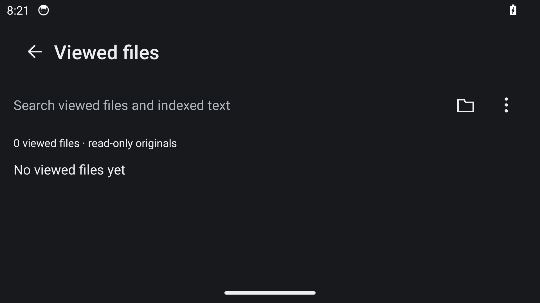 8:21
Viewed files
Search viewed files and indexed text
0 viewed files · read-only originals
No viewed files yet